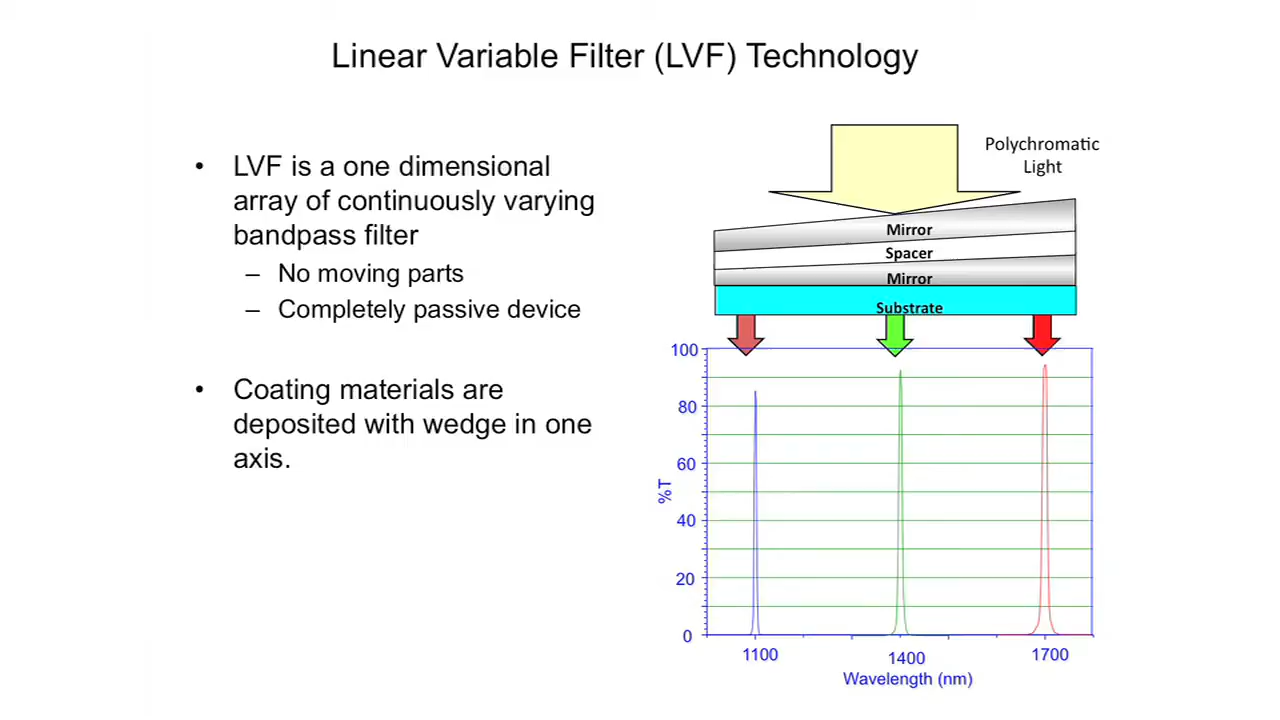 Linear Variable Filter (LVF) Technology
• LVF is a one dimensional
array of continuously varying
bandpass filter
– No moving parts
– Completely passive device
• Coating materials are
deposited with wedge in one
axis.
Polychromatic
Light
Mirror
Spacer
Mirror
Substrate
100
80
60
40
20
0
%T
1100
1400
1700
Wavelength (nm)